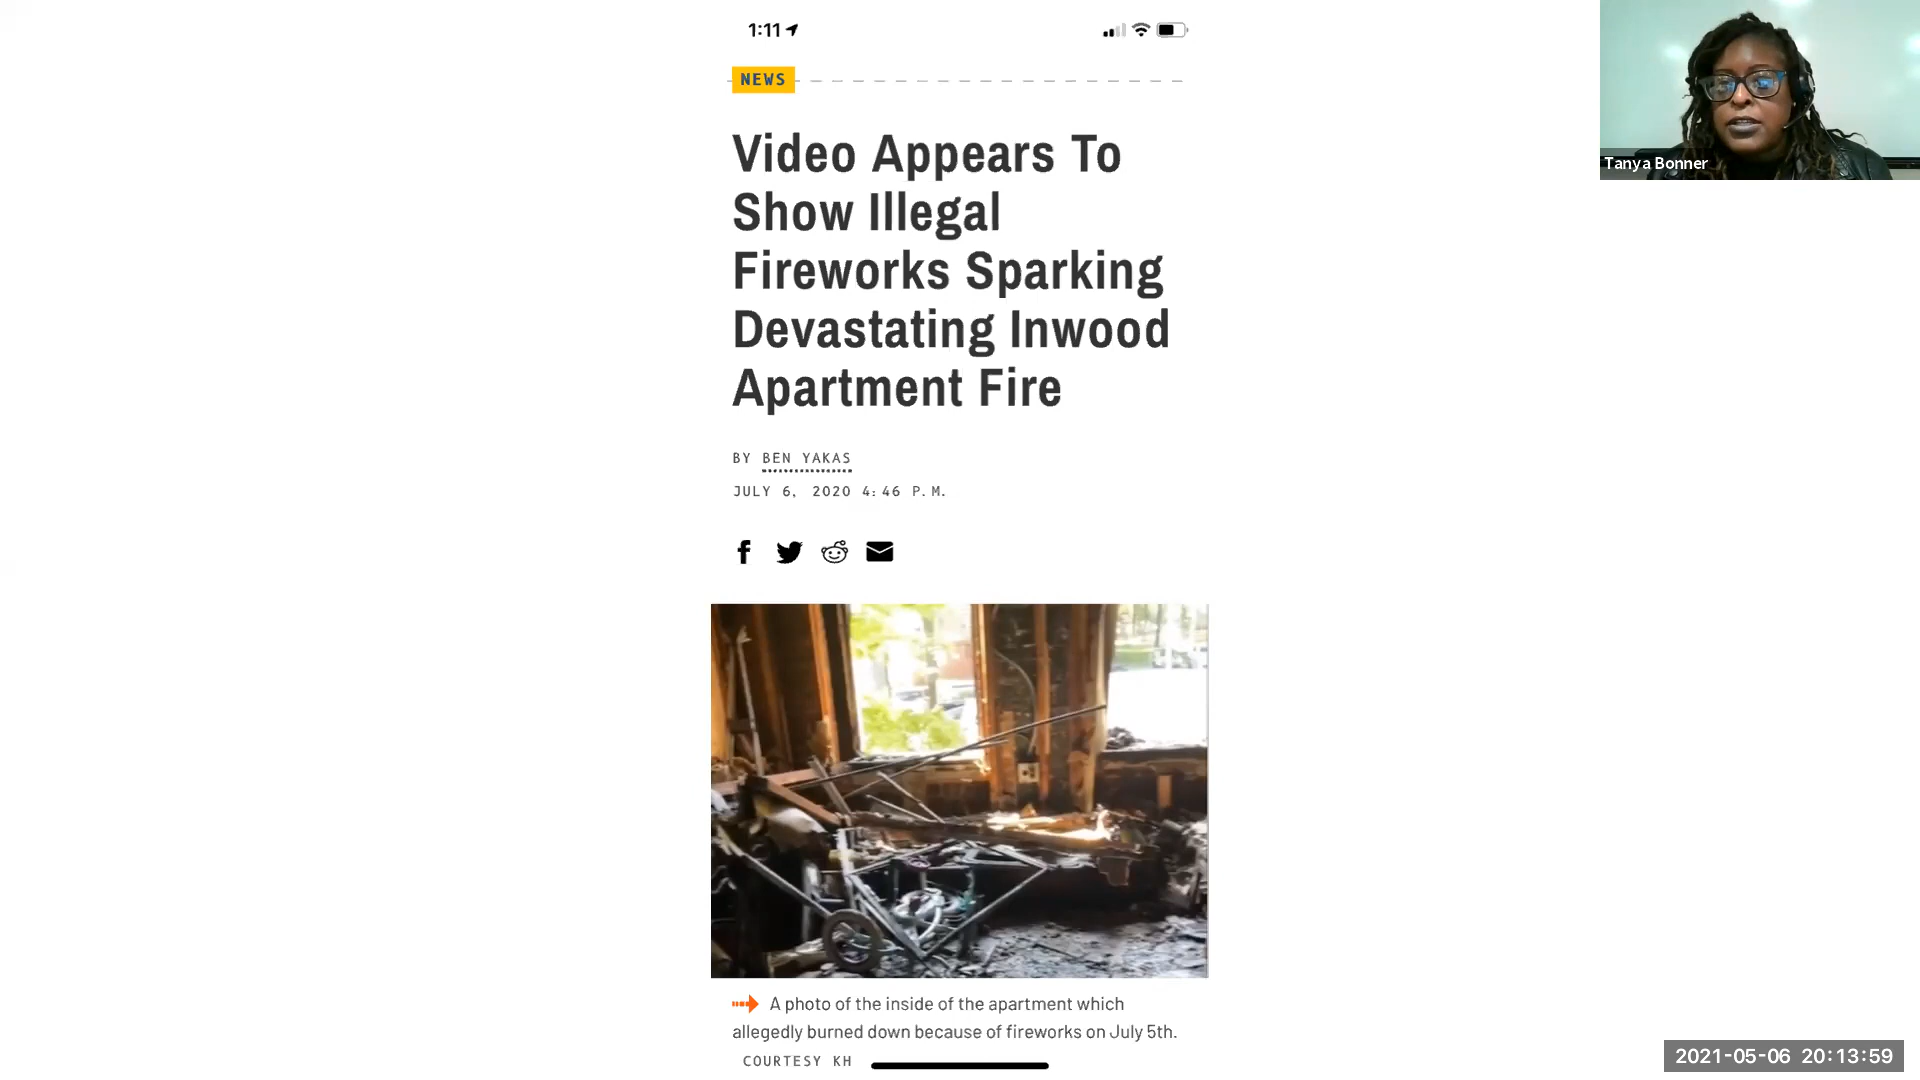 1:11
NEWS
Video Appears To
Show Illegal
Fireworks Sparking
Devastating Inwood
Apartment Fire
BY BEN YAKAS
JULY 6, 2020 4:46 P.M.
A photo of the inside of the apartment which
allegedly burned down because of fireworks on July 5th.
COURTESY KH
Tanya Bonner
2021-05-06 20:13:59